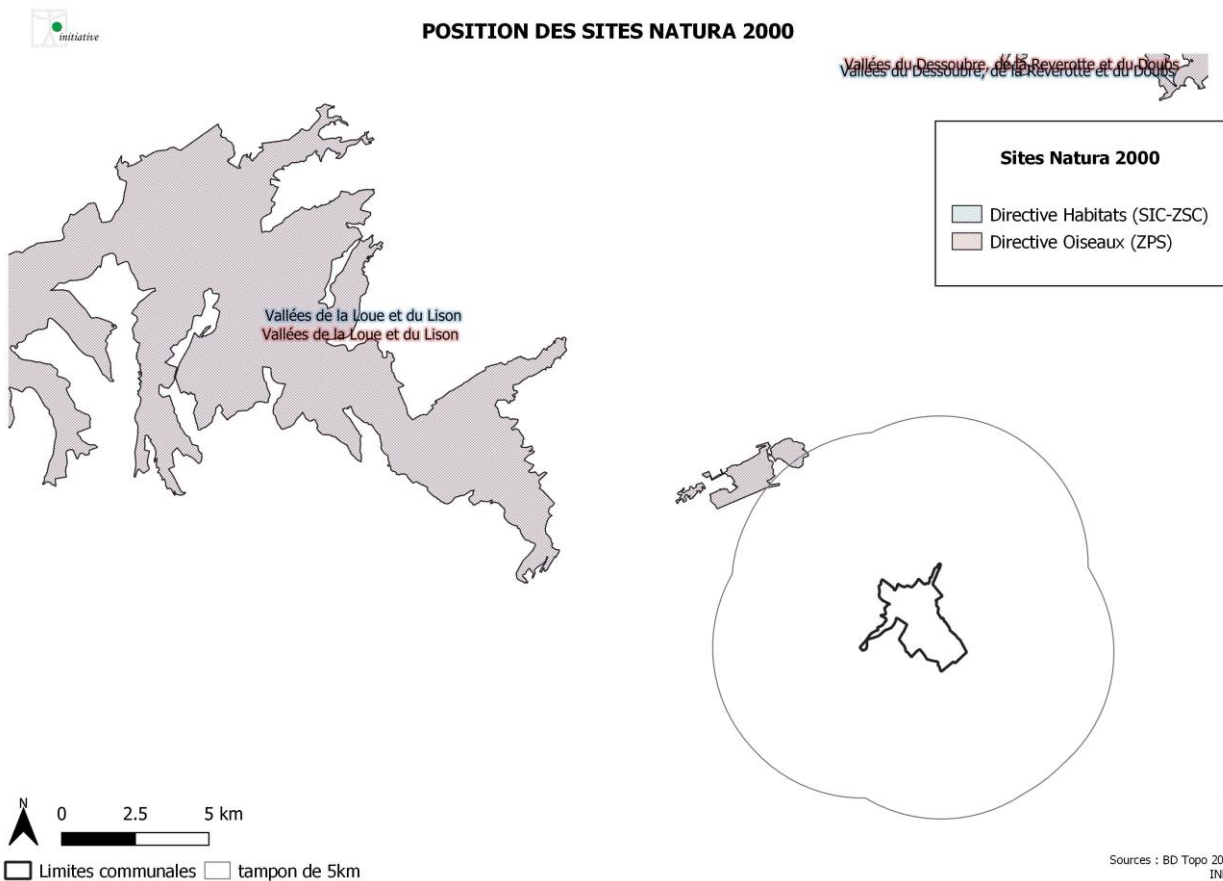 initiative
POSITION DES SITES NATURA 2000
Vallées du Dessoubre, de la Reverotte et du Doubs
Vallées du Dessoubre, de la Reverotte et du Doubs
Sites Natura 2000
Directive Habitats (SIC-ZSC)
Directive Oiseaux (ZPS)
Vallées de la Loue et du Lison
Vallées de la Loue et du Lison
N
0 2.5 5 km
Limites communales tampon de 5km
Sources : BD Topo 20
IN